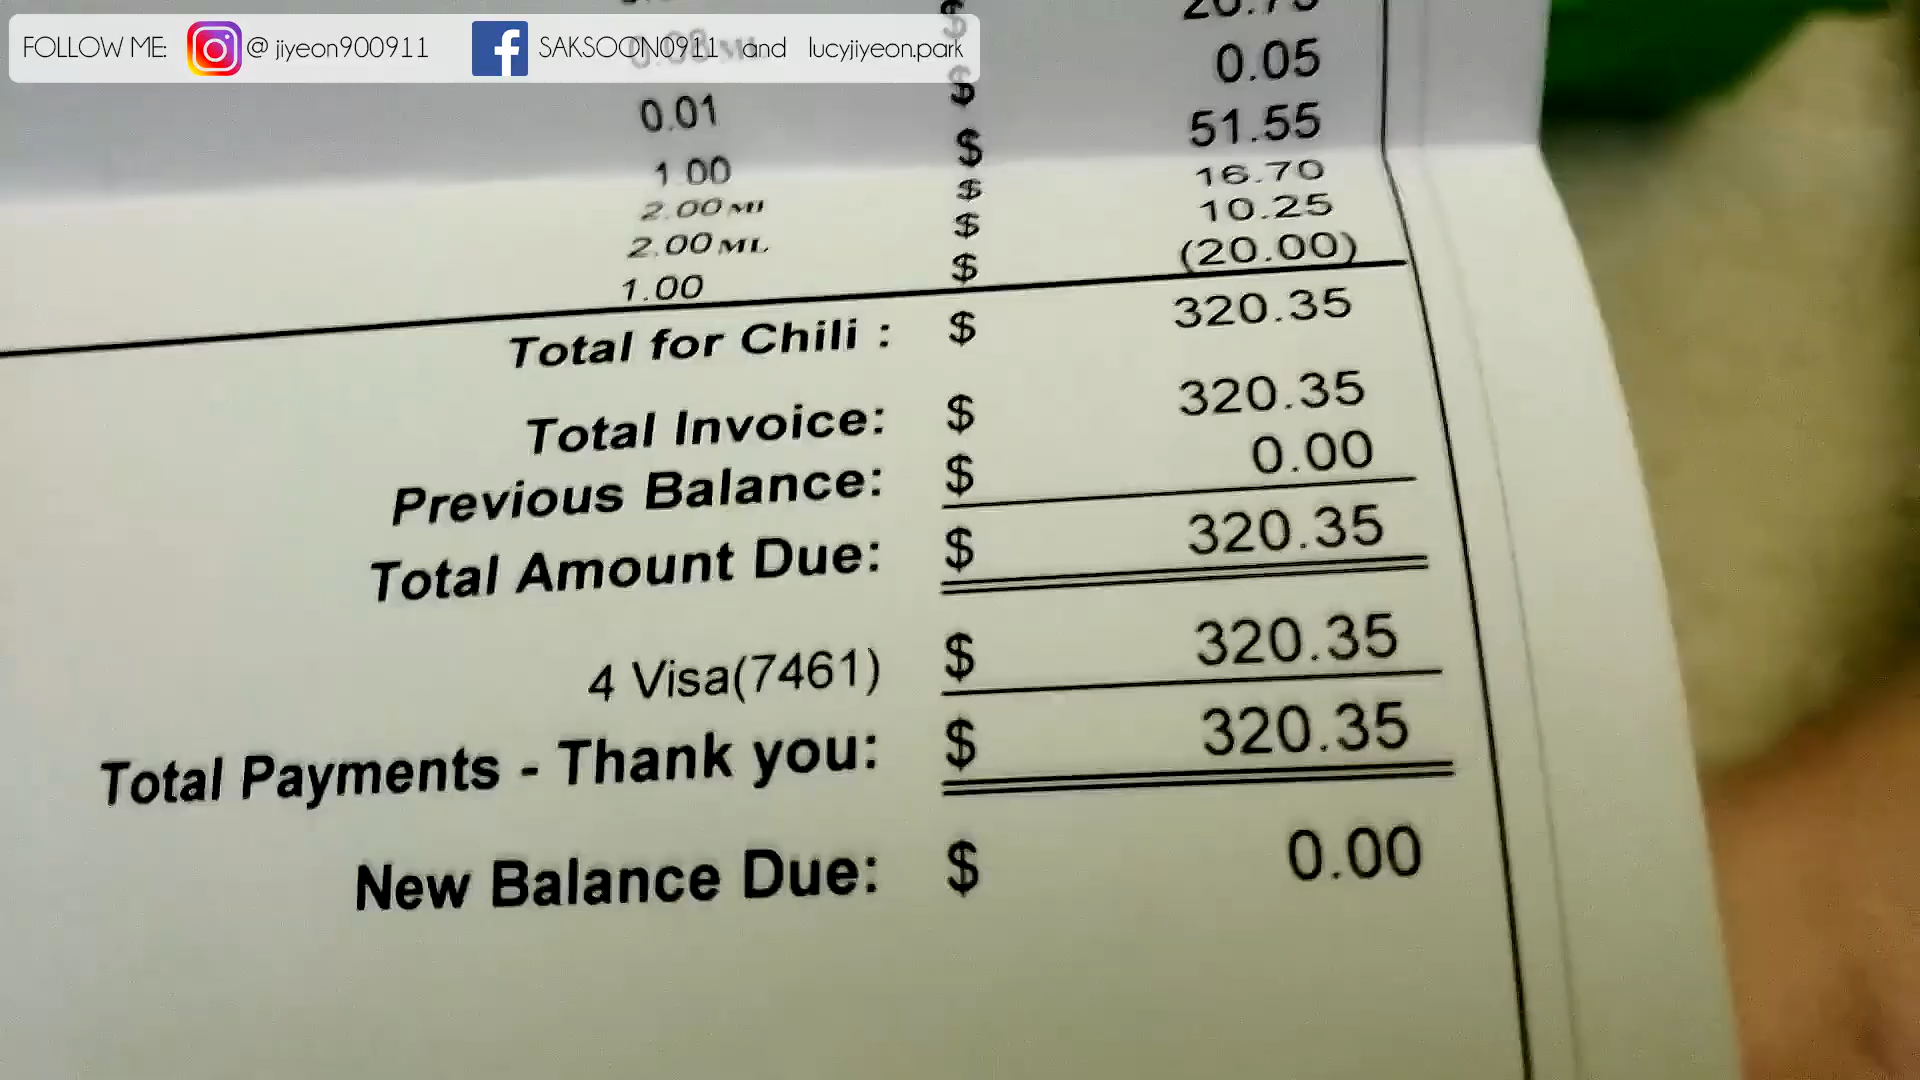 FOLLOW ME: @jiyeon900911 SAKSOON0911 and lucyjiyeon.park
$ 0.05
0.01 $ 51.55
1.00 $ 16.70
2.00 $ 10.25
2.00 ML $ (20.00)
1.00
Total for Chili : $ 320.35
Total Invoice: $ 320.35
Previous Balance: $ 0.00
Total Amount Due: $ 320.35
4 Visa(7461) $ 320.35
Total Payments - Thank you: $ 320.35
New Balance Due: $ 0.00